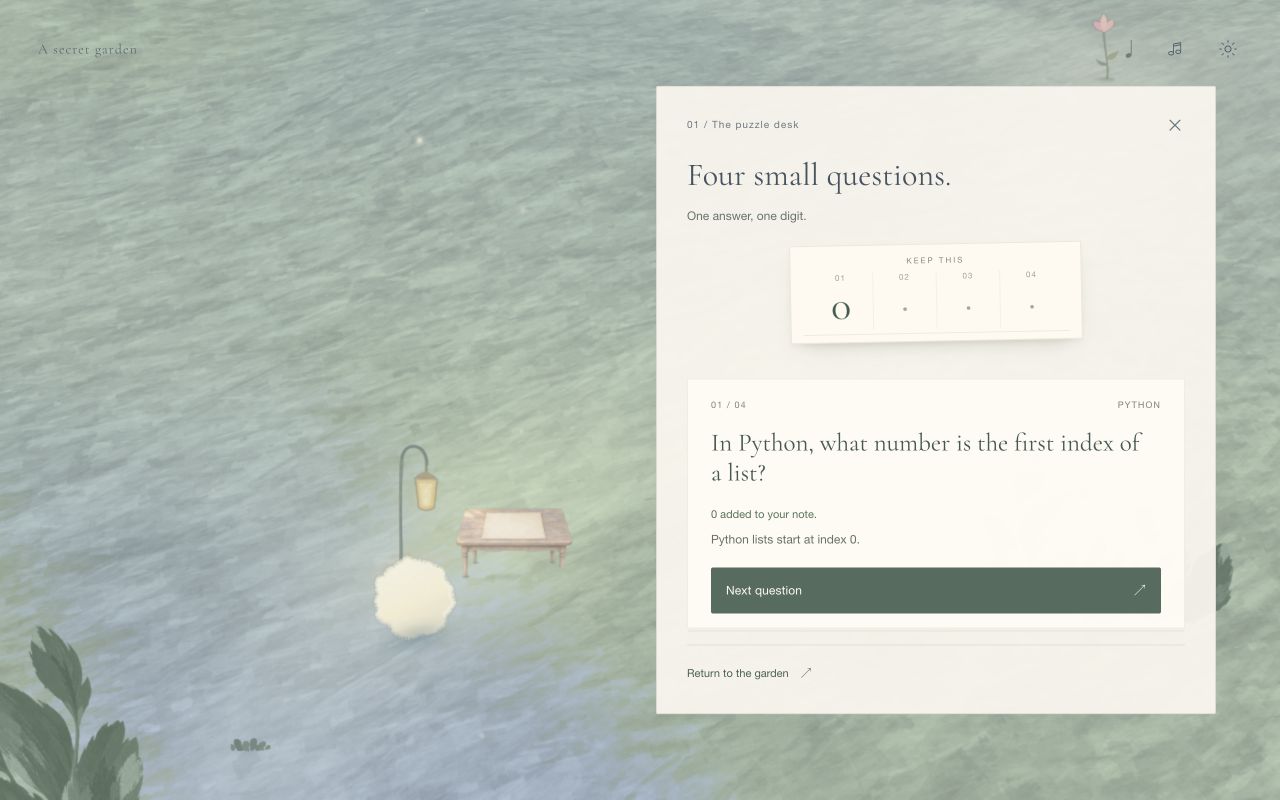 A secret garden
01 / The puzzle desk
Four small questions.
One answer, one digit.
KEEP THIS
01 02 03 04
0 • • •
01 / 04 PYTHON
In Python, what number is the first index of
a list?
0 added to your note.
Python lists start at index 0.
Next question
Return to the garden